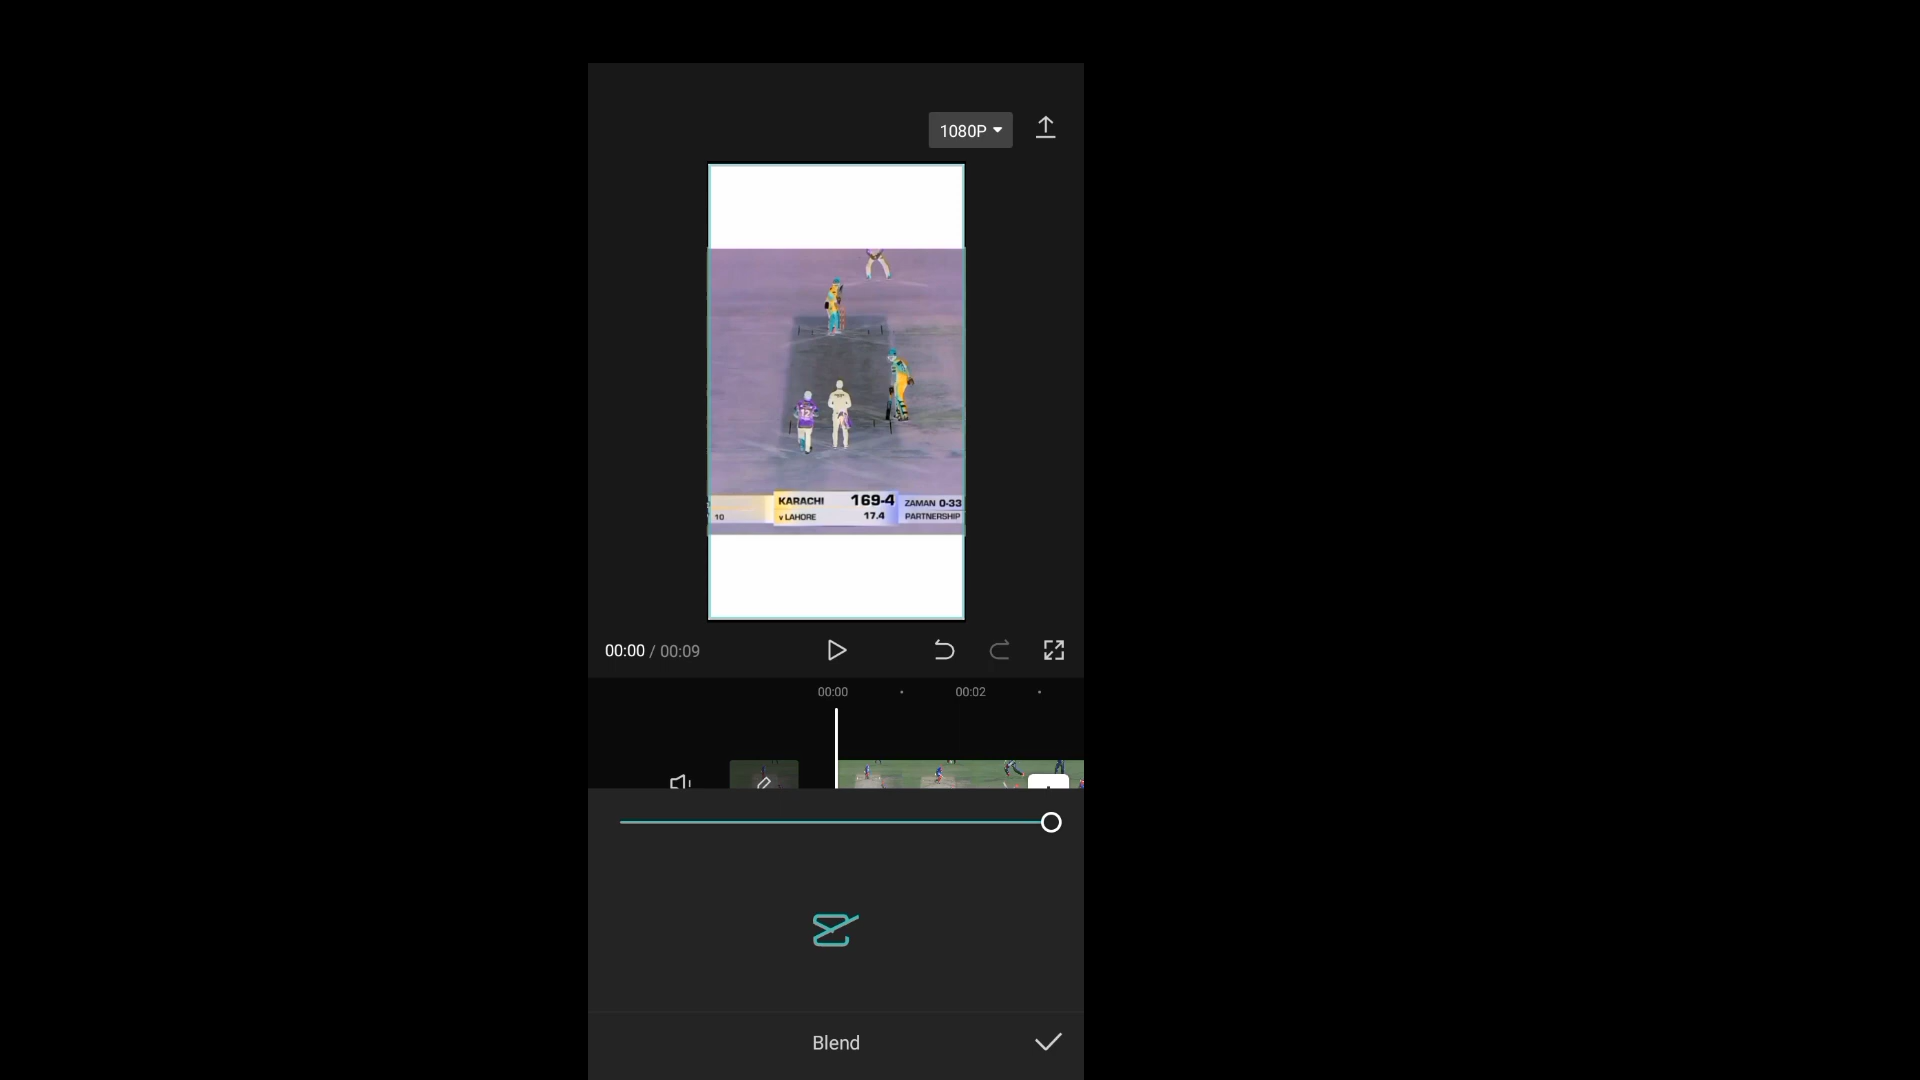 1080P
12
KARACHI 169-4 ZAMAN 0-33
10 v LAHORE 17.4 PARTNERSHIP
00:00 / 00:09
00:00 00:02
Blend